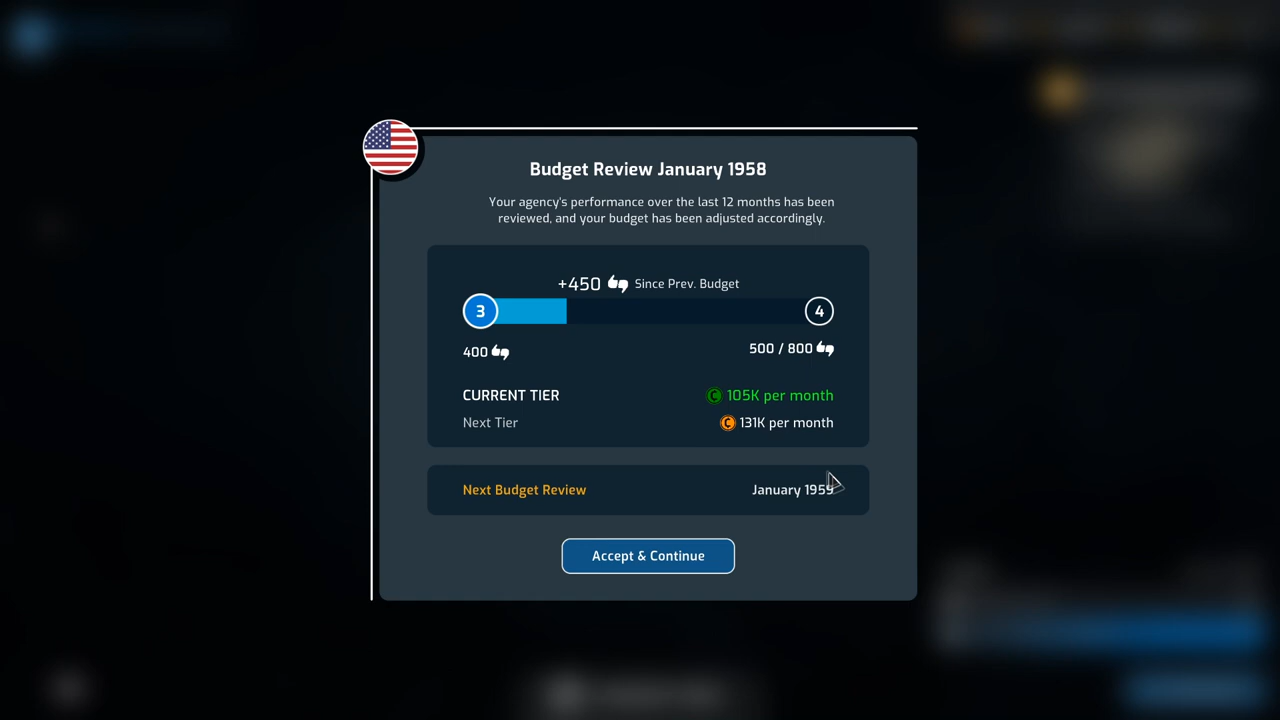 Budget Review January 1958
Your agency's performance over the last 12 months has been
reviewed, and your budget has been adjusted accordingly.
+450 Since Prev. Budget
3
4
400
500 / 800
CURRENT TIER
105K per month
Next Tier
131K per month
Next Budget Review
January 1959
Accept & Continue